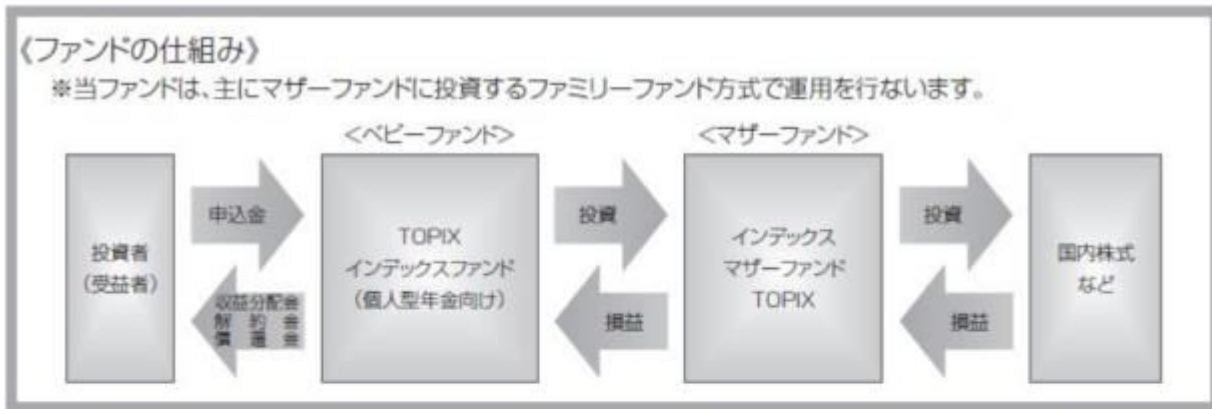 《ファンドの仕組み》
※当ファンドは、主にマザーファンドに投資するファミリーファンド方式で運用を行ないます。
<ベビーファンド>
<マザーファンド>
投資者
(受益者)
申込金
収益分配金
解約金
償還金
TOPIX
インデックスファンド
(個人型年金向け)
投資
損益
インデックス
マザーファンド
TOPIX
投資
損益
国内株式
など